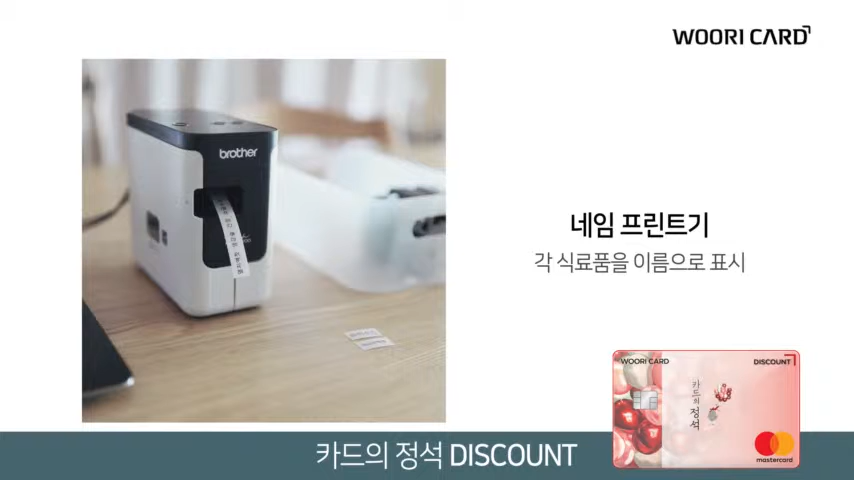 WOORI CARD
brother
네임 프린트기
각 식료품을 이름으로 표시
WOORI CARD
DISCOUNT
카드의 정석
mastercard
카드의 정석 DISCOUNT